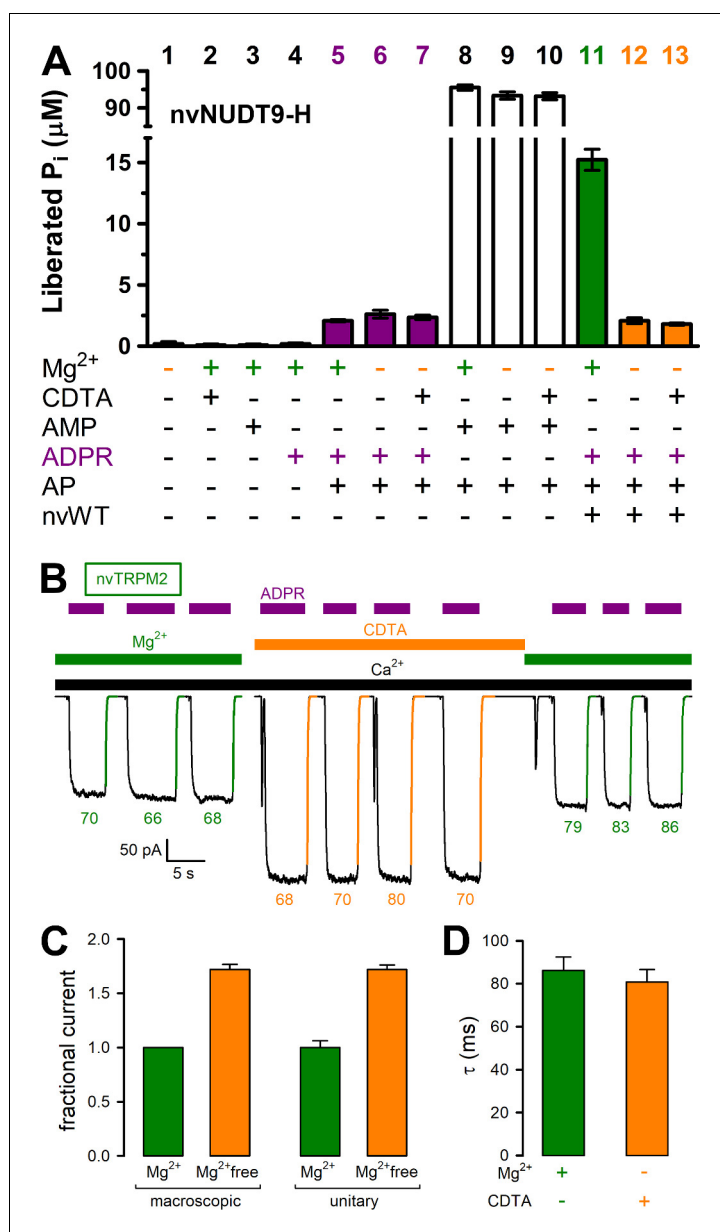 A 1 2 3 4 5 6 7 8 9 10 11 12 13
nvNUDT9-H
Liberated Pi (μM)
100
95
90
15
10
5
0
Mg2+ - + + + + - - + - - + - -
CDTA - + - - - - + - - + - - +
AMP - - + - - - - + + + - - -
ADPR - - - + + + + - - - + + +
AP - - - - + + + + + + + + +
nvWT - - - - - - - - - - + + +
B
nvTRPM2
ADPR
CDTA
Mg2+
Ca2+
70 66 68
68 70 80 70
79 83 86
50 pA
5 s
C
fractional current
2.0
1.5
1.0
0.5
0.0
Mg2+ Mg2+free Mg2+ Mg2+free
macroscopic unitary
D
τ (ms)
100
80
60
40
20
0
Mg2+ + -
CDTA - +